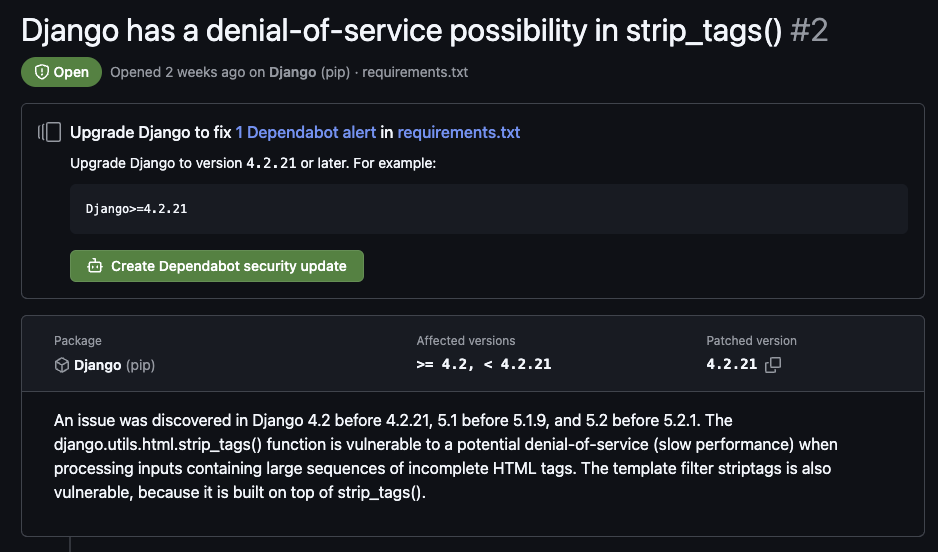 Django has a denial-of-service possibility in strip_tags() #2
Open Opened 2 weeks ago on Django (pip) · requirements.txt
Upgrade Django to fix 1 Dependabot alert in requirements.txt
Upgrade Django to version 4.2.21 or later. For example:
Django>=4.2.21
Create Dependabot security update
Package Affected versions Patched version
Django (pip) >= 4.2, < 4.2.21 4.2.21
An issue was discovered in Django 4.2 before 4.2.21, 5.1 before 5.1.9, and 5.2 before 5.2.1. The
django.utils.html.strip_tags() function is vulnerable to a potential denial-of-service (slow performance) when
processing inputs containing large sequences of incomplete HTML tags. The template filter striptags is also
vulnerable, because it is built on top of strip_tags().